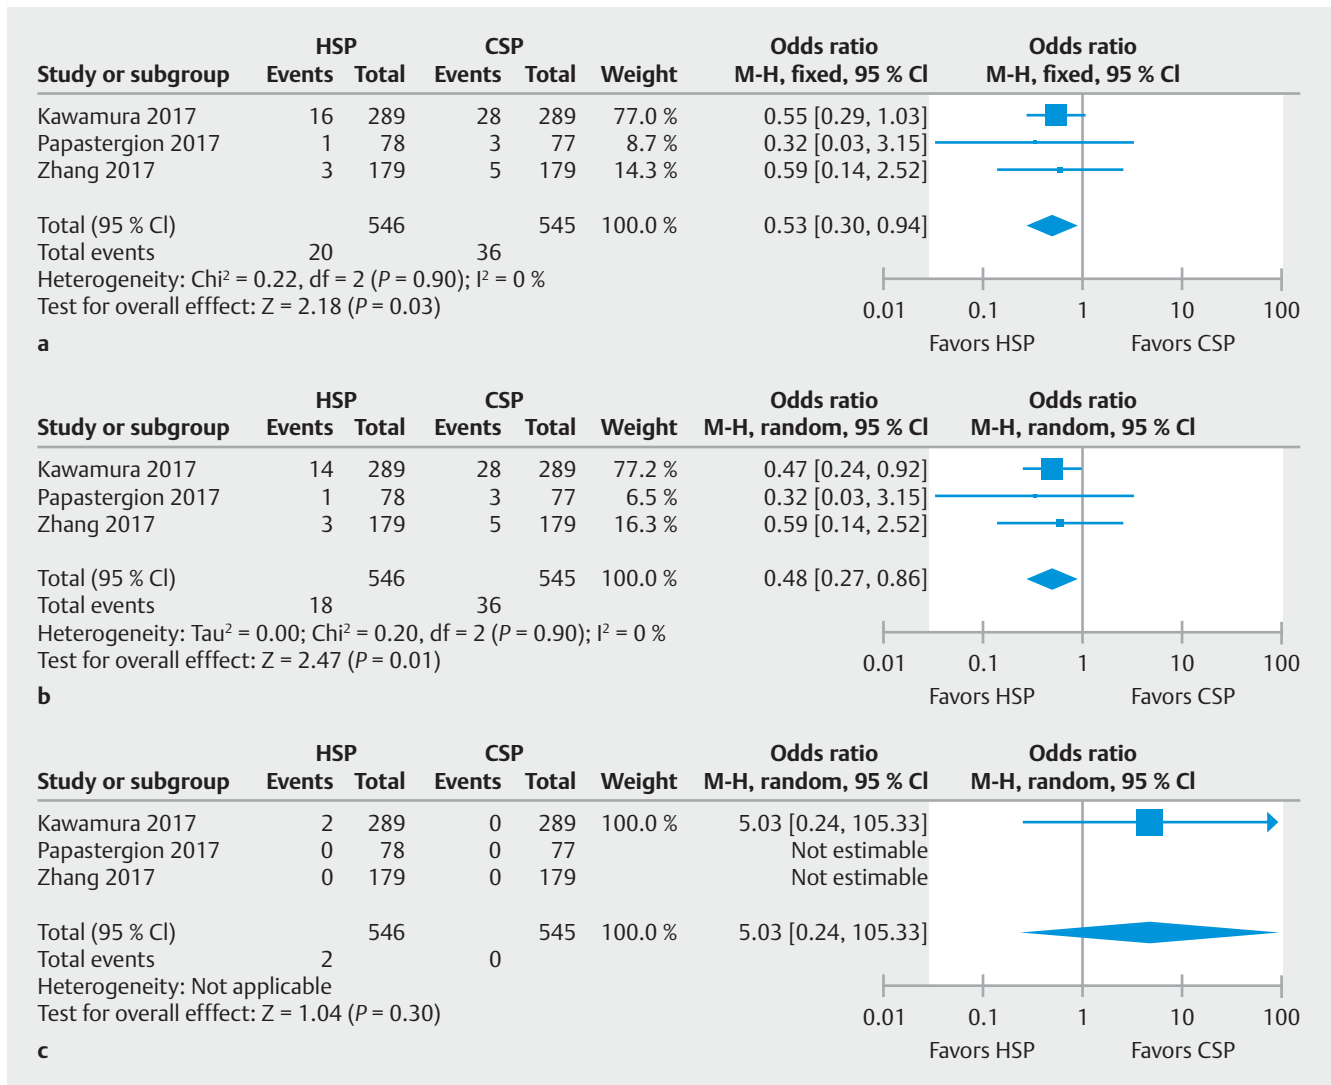 HSP CSP Odds ratio Odds ratio
Study or subgroup Events Total Events Total Weight M-H, fixed, 95 % CI M-H, fixed, 95 % CI
Kawamura 2017 16 289 28 289 77.0 % 0.55 [0.29, 1.03]
Papastergion 2017 1 78 3 77 8.7 % 0.32 [0.03, 3.15]
Zhang 2017 3 179 5 179 14.3 % 0.59 [0.14, 2.52]
Total (95 % CI) 546 545 100.0 % 0.53 [0.30, 0.94]
Total events 20 36
Heterogeneity: Chi² = 0.22, df = 2 (P = 0.90); I² = 0 %
Test for overall efffect: Z = 2.18 (P = 0.03)
0.01 0.1 1 10 100
Favors HSP Favors CSP
a
HSP CSP Odds ratio Odds ratio
Study or subgroup Events Total Events Total Weight M-H, random, 95 % CI M-H, random, 95 % CI
Kawamura 2017 14 289 28 289 77.2 % 0.47 [0.24, 0.92]
Papastergion 2017 1 78 3 77 6.5 % 0.32 [0.03, 3.15]
Zhang 2017 3 179 5 179 16.3 % 0.59 [0.14, 2.52]
Total (95 % CI) 546 545 100.0 % 0.48 [0.27, 0.86]
Total events 18 36
Heterogeneity: Tau² = 0.00; Chi² = 0.20, df = 2 (P = 0.90); I² = 0 %
Test for overall efffect: Z = 2.47 (P = 0.01)
0.01 0.1 1 10 100
Favors HSP Favors CSP
b
HSP CSP Odds ratio Odds ratio
Study or subgroup Events Total Events Total Weight M-H, random, 95 % CI M-H, random, 95 % CI
Kawamura 2017 2 289 0 289 100.0 % 5.03 [0.24, 105.33]
Papastergion 2017 0 78 0 77 Not estimable
Zhang 2017 0 179 0 179 Not estimable
Total (95 % CI) 546 545 100.0 % 5.03 [0.24, 105.33]
Total events 2 0
Heterogeneity: Not applicable
Test for overall efffect: Z = 1.04 (P = 0.30)
0.01 0.1 1 10 100
Favors HSP Favors CSP
c